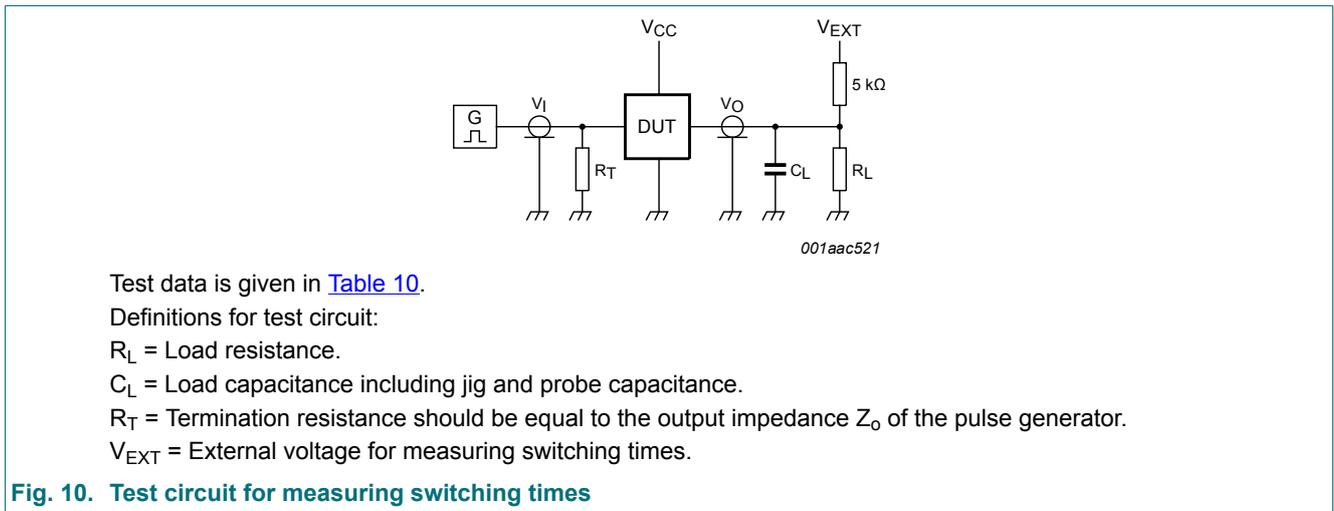 VCC
VEXT
5 kΩ
G
VI
DUT
VO
RT
CL
RL
001aac521
Test data is given in Table 10.
Definitions for test circuit:
RL = Load resistance.
CL = Load capacitance including jig and probe capacitance.
RT = Termination resistance should be equal to the output impedance Zo of the pulse generator.
VEXT = External voltage for measuring switching times.
Fig. 10. Test circuit for measuring switching times